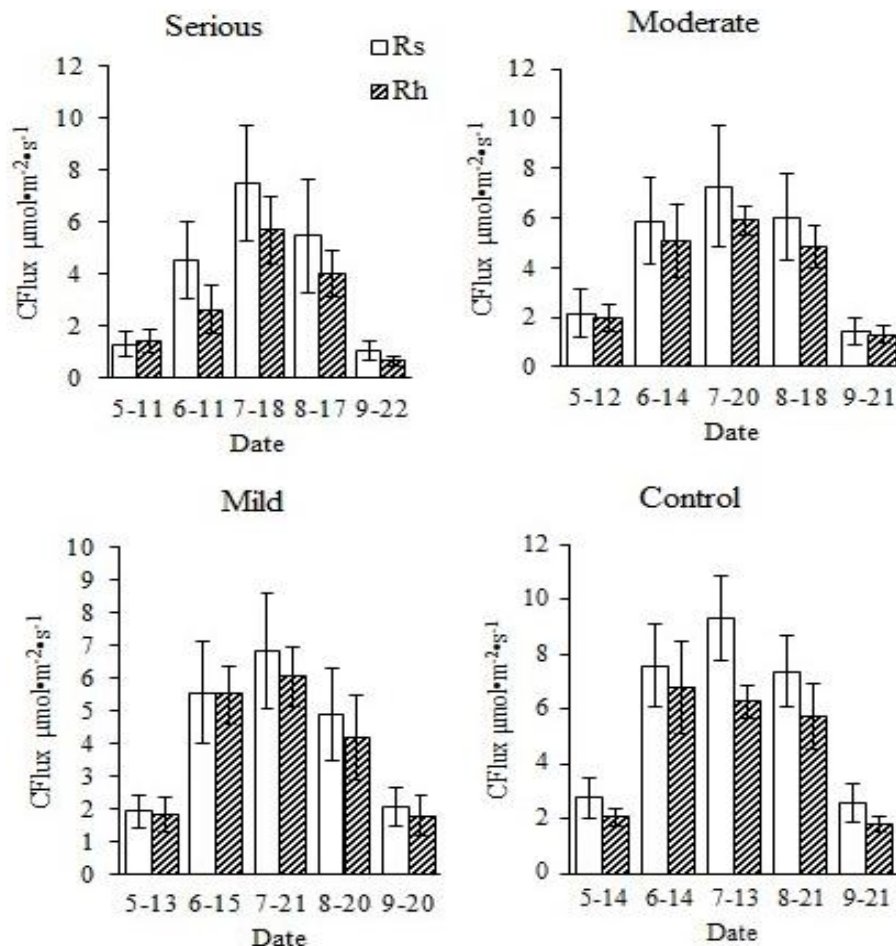 Serious
Rs
Rh
12
10
8
6
4
2
0
CFlux μmol•m⁻²•s⁻¹
5-11 6-11 7-18 8-17 9-22
Date
Moderate
12
10
8
6
4
2
0
CFlux μmol•m⁻²•s⁻¹
5-12 6-14 7-20 8-18 9-21
Date
Mild
10
9
8
7
6
5
4
3
2
1
0
CFlux μmol•m⁻²•s⁻¹
5-13 6-15 7-21 8-20 9-20
Date
Control
12
10
8
6
4
2
0
CFlux μmol•m⁻²•s⁻¹
5-14 6-14 7-13 8-21 9-21
Date